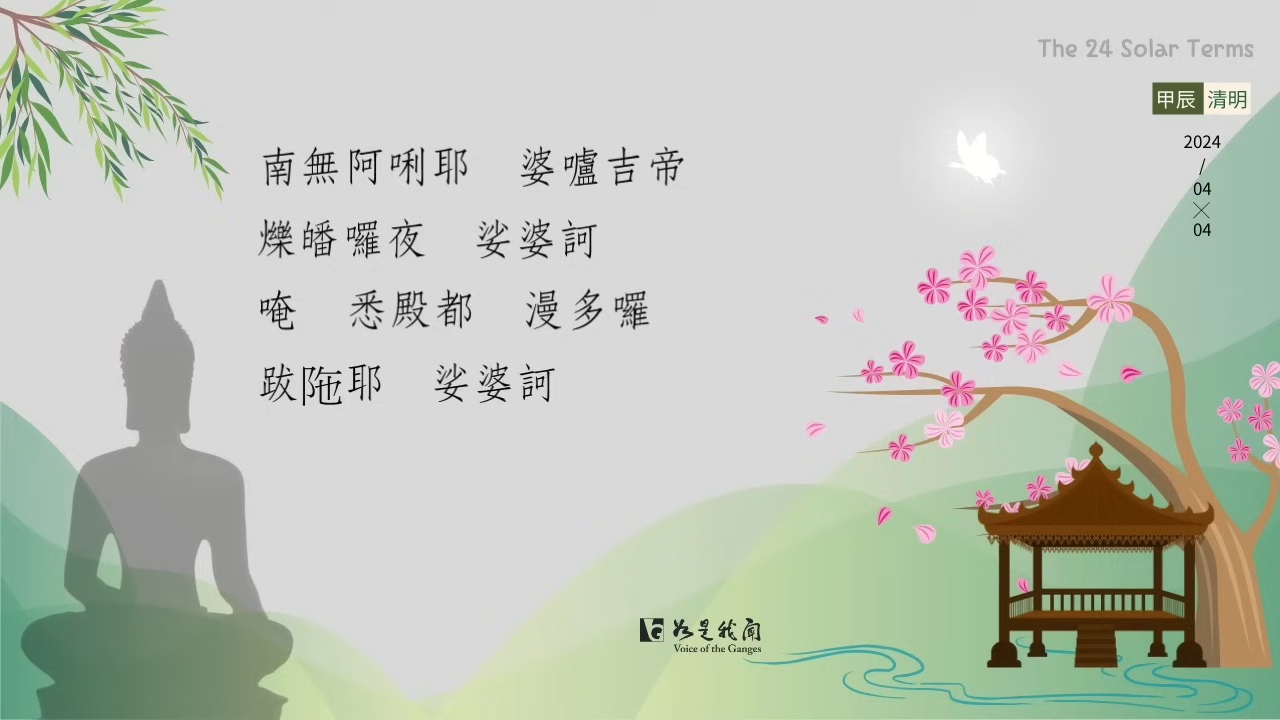 The 24 Solar Terms
甲辰 清明
2024
/
04
╳
04
南無阿唎耶　婆嚧吉帝
爍皤囉夜　娑婆訶
唵　悉殿都　漫多囉
跋陁耶　娑婆訶
如是我聞
Voice of the Ganges